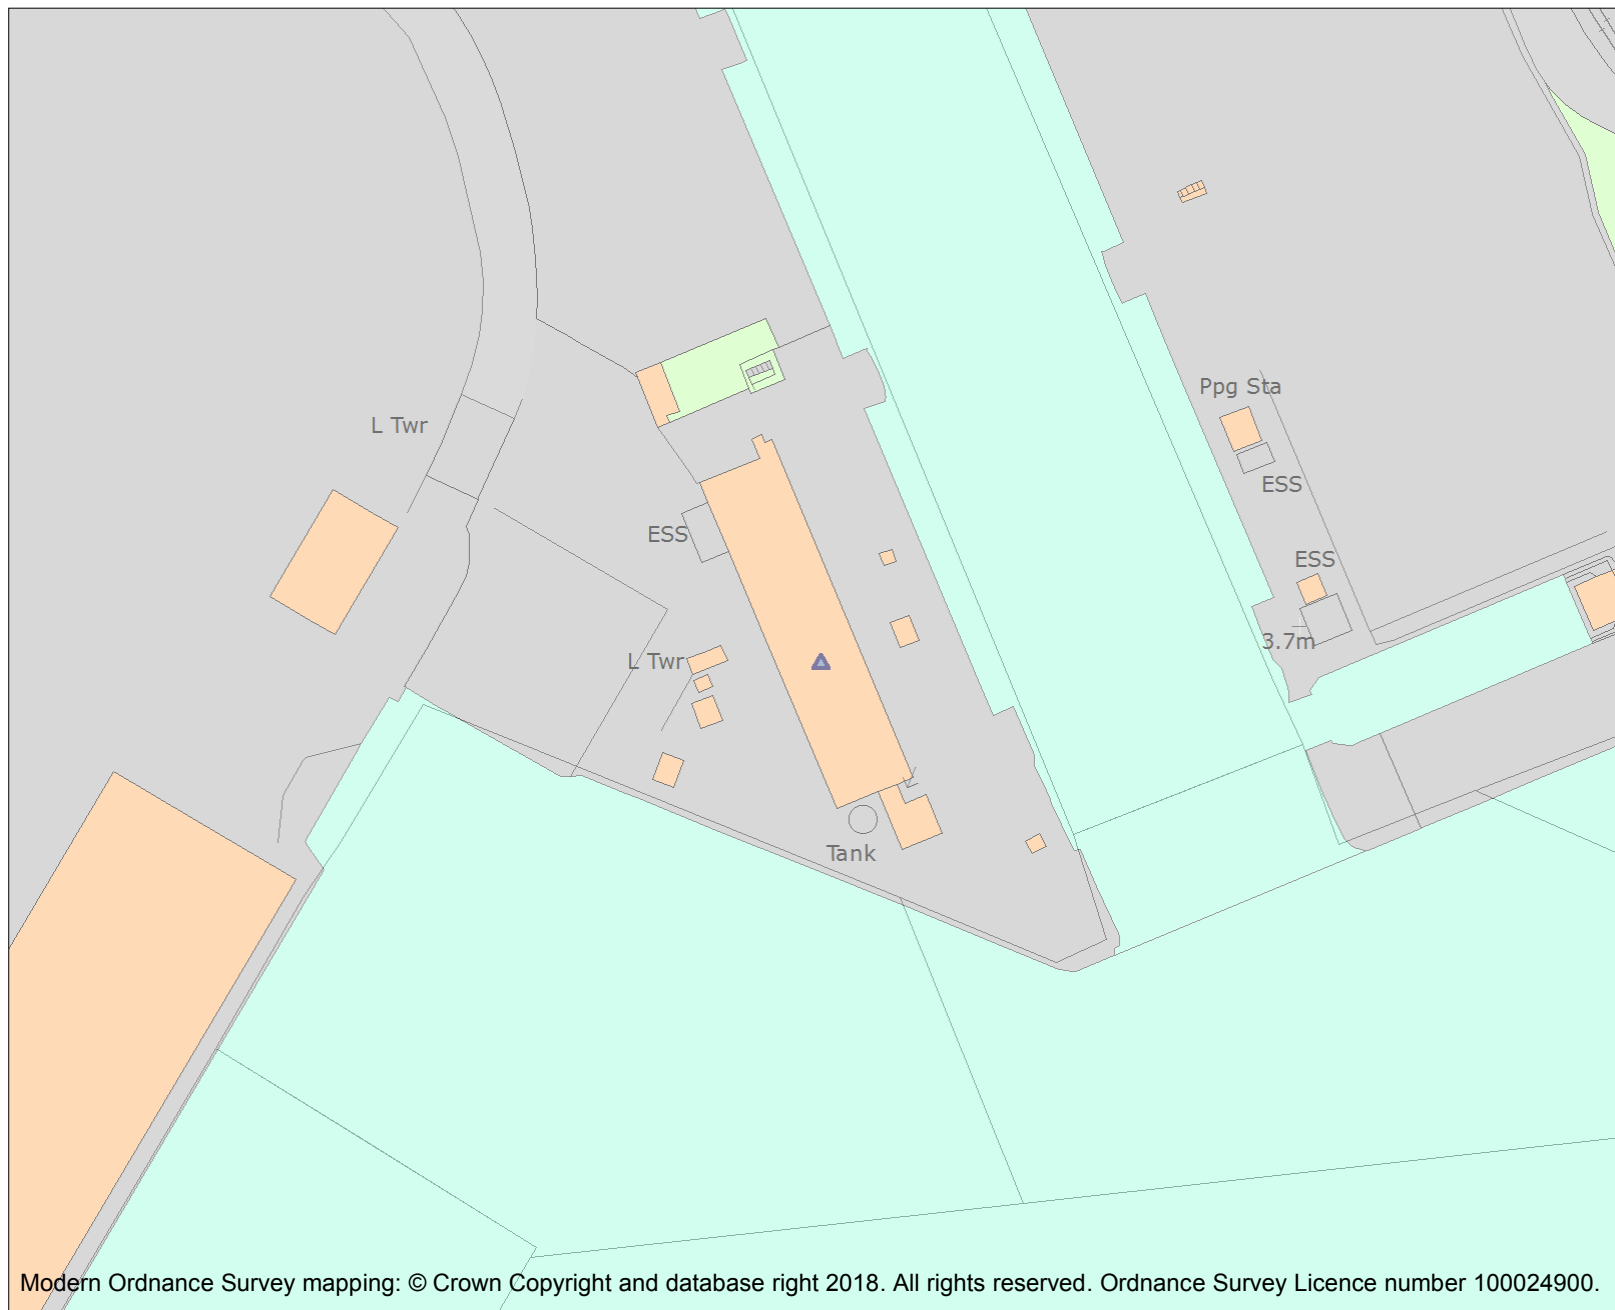 Ppg Sta
L Twr
ESS
ESS
ESS
3.7m
L Twr
Tank
Modern Ordnance Survey mapping: © Crown Copyright and database right 2018. All rights reserved. Ordnance Survey Licence number 100024900.